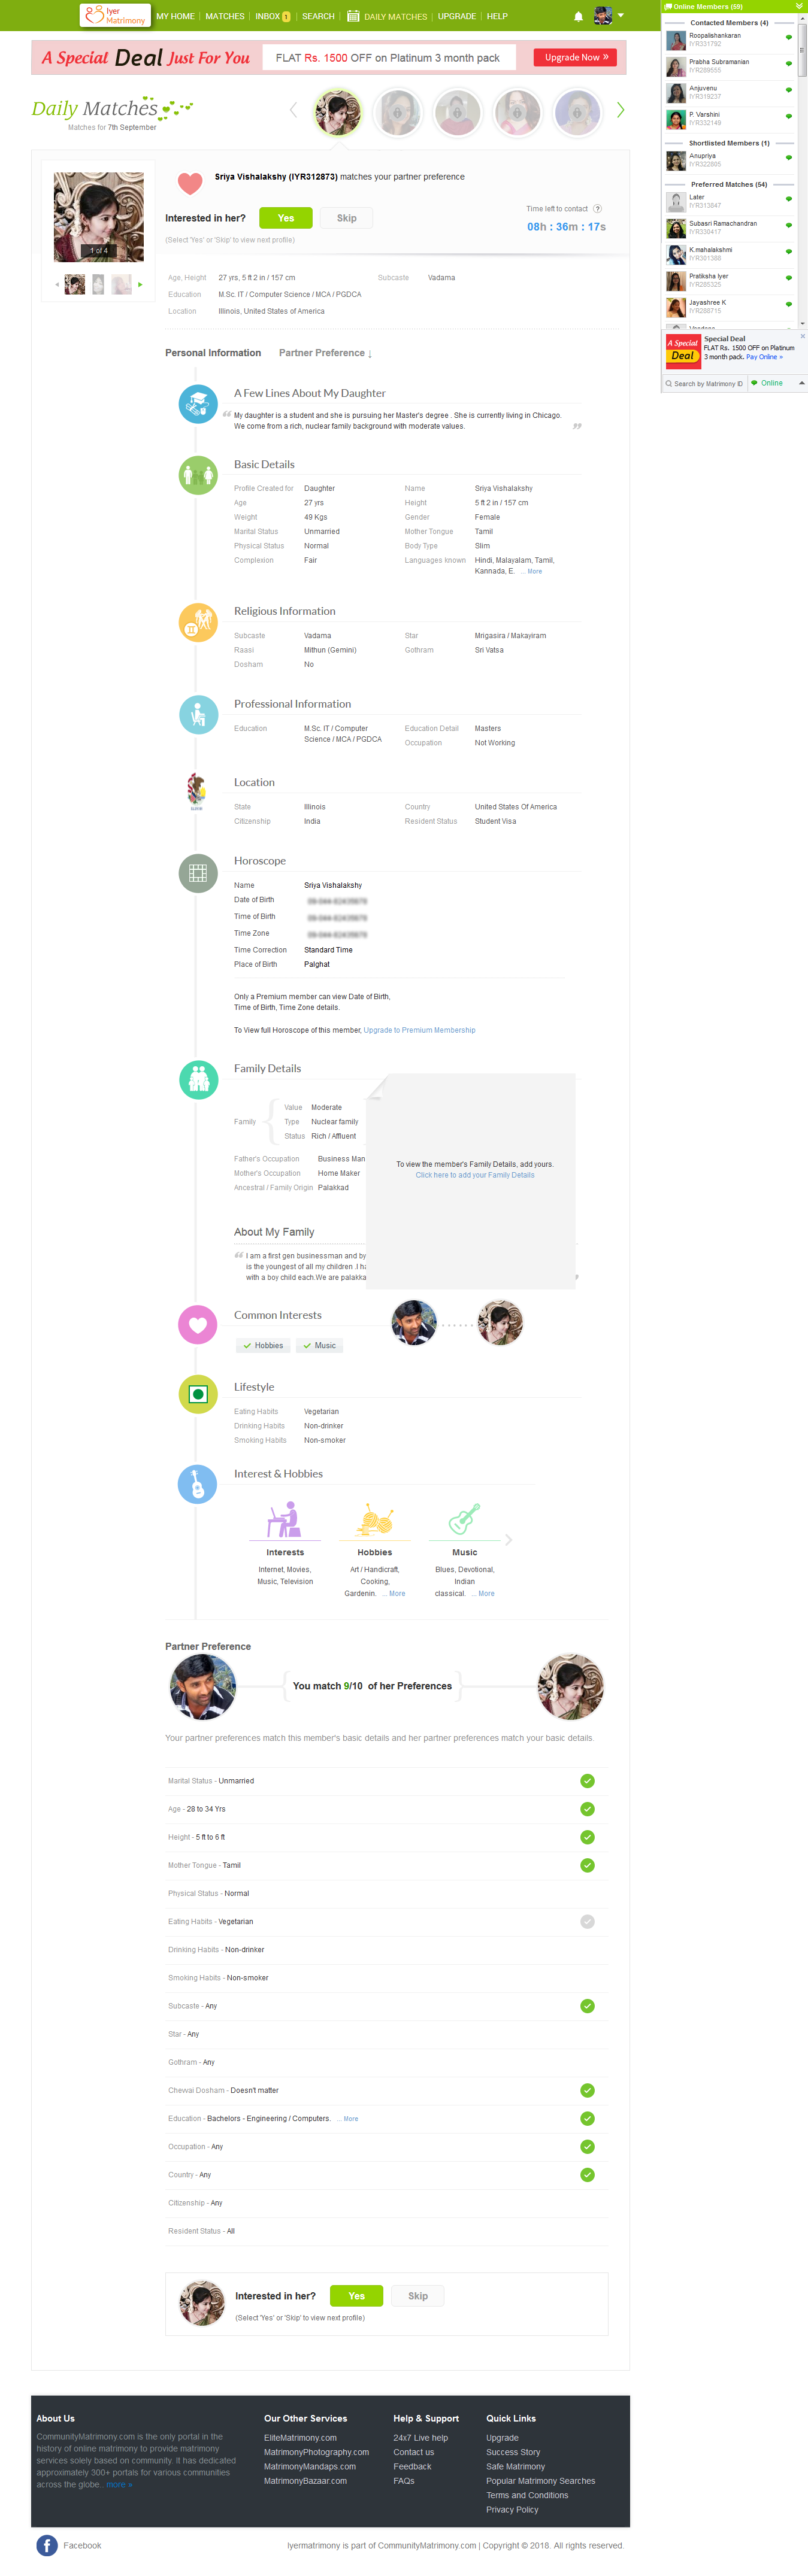 Iyer
Matrimony
MY HOME
MATCHES
INBOX 1
SEARCH
DAILY MATCHES
UPGRADE
HELP
A Special Deal Just For You
FLAT Rs. 1500 OFF on Platinum 3 month pack
Upgrade Now »
Daily Matches
Matches for 7th September
Sriya Vishalakshy (IYR312873) matches your partner preference
Interested in her? Yes Skip
(Select 'Yes' or 'Skip' to view next profile)
Time left to contact ?
08h : 36m : 17s
1 of 4
Age, Height 27 yrs, 5 ft 2 in / 157 cm Subcaste Vadama
Education M.Sc. IT / Computer Science / MCA / PGDCA
Location Illinois, United States of America
Personal Information Partner Preference ↓
A Few Lines About My Daughter
My daughter is a student and she is pursuing her Master's degree . She is currently living in Chicago.
We come from a rich, nuclear family background with moderate values.
Basic Details
Profile Created for Daughter Name Sriya Vishalakshy
Age 27 yrs Height 5 ft 2 in / 157 cm
Weight 49 Kgs Gender Female
Marital Status Unmarried Mother Tongue Tamil
Physical Status Normal Body Type Slim
Complexion Fair Languages known Hindi, Malayalam, Tamil,
Kannada, E. ... More
Religious Information
Subcaste Vadama Star Mrigasira / Makayiram
Raasi Mithun (Gemini) Gothram Sri Vatsa
Dosham No
Professional Information
Education M.Sc. IT / Computer Education Detail Masters
Science / MCA / PGDCA
Occupation Not Working
Location
State Illinois Country United States Of America
Citizenship India Resident Status Student Visa
Horoscope
Name Sriya Vishalakshy
Date of Birth
Time of Birth
Time Zone
Time Correction Standard Time
Place of Birth Palghat
Only a Premium member can view Date of Birth,
Time of Birth, Time Zone details.
To View full Horoscope of this member, Upgrade to Premium Membership
Family Details
Family
Value Moderate
Type Nuclear family
Status Rich / Affluent
Father's Occupation Business Man
Mother's Occupation Home Maker
Ancestral / Family Origin Palakkad
To view the member's Family Details, add yours.
Click here to add your Family Details
About My Family
I am a first gen businessman and by
is the youngest of all my children .I ha
with a boy child each.We are palakka
Common Interests
Hobbies Music
Lifestyle
Eating Habits Vegetarian
Drinking Habits Non-drinker
Smoking Habits Non-smoker
Interest & Hobbies
Interests Hobbies Music
Internet, Movies, Art / Handicraft, Blues, Devotional,
Music, Television Cooking, Indian
Gardenin. ... More classical. ... More
Partner Preference
You match 9/10 of her Preferences
Your partner preferences match this member's basic details and her partner preferences match your basic details.
Marital Status - Unmarried
Age - 28 to 34 Yrs
Height - 5 ft to 6 ft
Mother Tongue - Tamil
Physical Status - Normal
Eating Habits - Vegetarian
Drinking Habits - Non-drinker
Smoking Habits - Non-smoker
Subcaste - Any
Star - Any
Gothram - Any
Chevvai Dosham - Doesn't matter
Education - Bachelors - Engineering / Computers. ... More
Occupation - Any
Country - Any
Citizenship - Any
Resident Status - All
Interested in her? Yes Skip
(Select 'Yes' or 'Skip' to view next profile)
About Us
CommunityMatrimony.com is the only portal in the
history of online matrimony to provide matrimony
services solely based on community. It has dedicated
approximately 300+ portals for various communities
across the globe.. more »
Our Other Services
EliteMatrimony.com
MatrimonyPhotography.com
MatrimonyMandaps.com
MatrimonyBazaar.com
Help & Support
24x7 Live help
Contact us
Feedback
FAQs
Quick Links
Upgrade
Success Story
Safe Matrimony
Popular Matrimony Searches
Terms and Conditions
Privacy Policy
Facebook
Iyermatrimony is part of CommunityMatrimony.com | Copyright © 2018. All rights reserved.
Online Members (59)
Contacted Members (4)
Roopalishankaran
IYR331792
Prabha Subramanian
IYR289555
Anjuvenu
IYR319237
P. Varshini
IYR332149
Shortlisted Members (1)
Anupriya
IYR322885
Preferred Matches (54)
Later
IYR313847
Subasri Ramachandran
IYR330417
K.mahalakshmi
IYR361388
Pratiksha Iyer
IYR285325
Jayashree K
IYR288715
A Special Deal
Special Deal
FLAT Rs. 1500 OFF on Platinum
3 month pack. Pay Online »
Search by Matrimony ID
Online